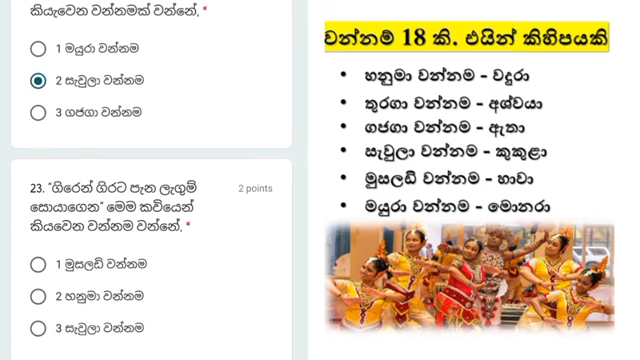 කියැවෙන වන්නමක් වන්නේ, *
1 මයුරා වන්නම
2 සැවුලා වන්නම
3 ගජගා වන්නම
23. "ගිරෙන් ගිරට පැන ලැගුම්
සොයාගෙන" මෙම කවියෙන්
කියවෙන වන්නම වන්නේ, *
2 points
1 මුසලඩි වන්නම
2 හනුමා වන්නම
3 සැවුලා වන්නම
වන්නම් 18 කි. එයින් කිහිපයකි
• හනුමා වන්නම - වදුරා
• තුරගා වන්නම - අශ්වයා
• ගජගා වන්නම - ඇතා
• සැවුලා වන්නම - කුකුළා
• මුසලඩි වන්නම - හාවා
• මයුරා වන්නම - මොනරා